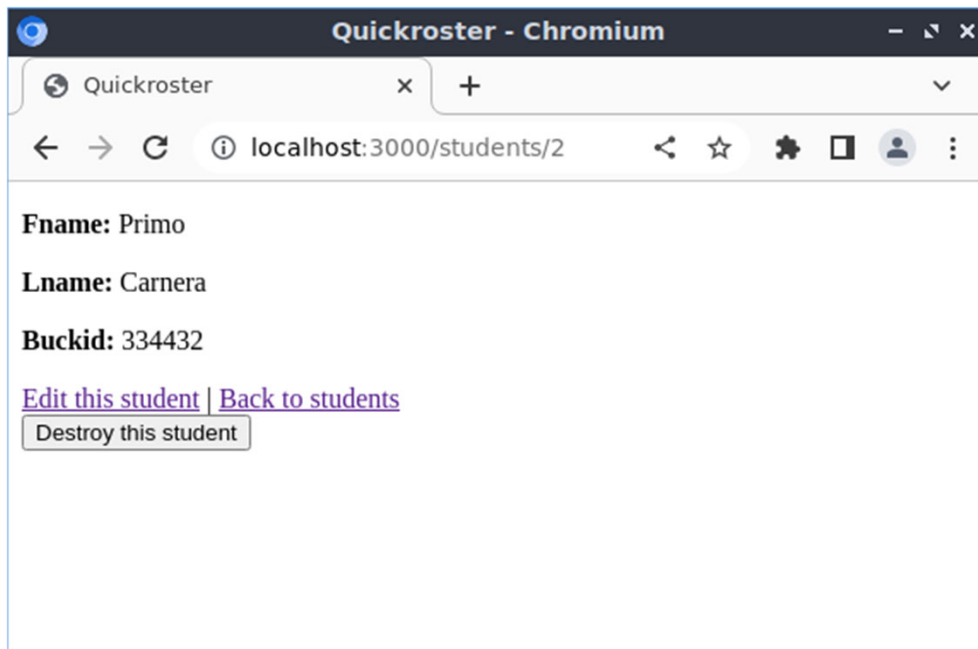 Quickroster - Chromium
Quickroster
localhost:3000/students/2
Fname: Primo
Lname: Carnera
Buckid: 334432
Edit this student | Back to students
Destroy this student